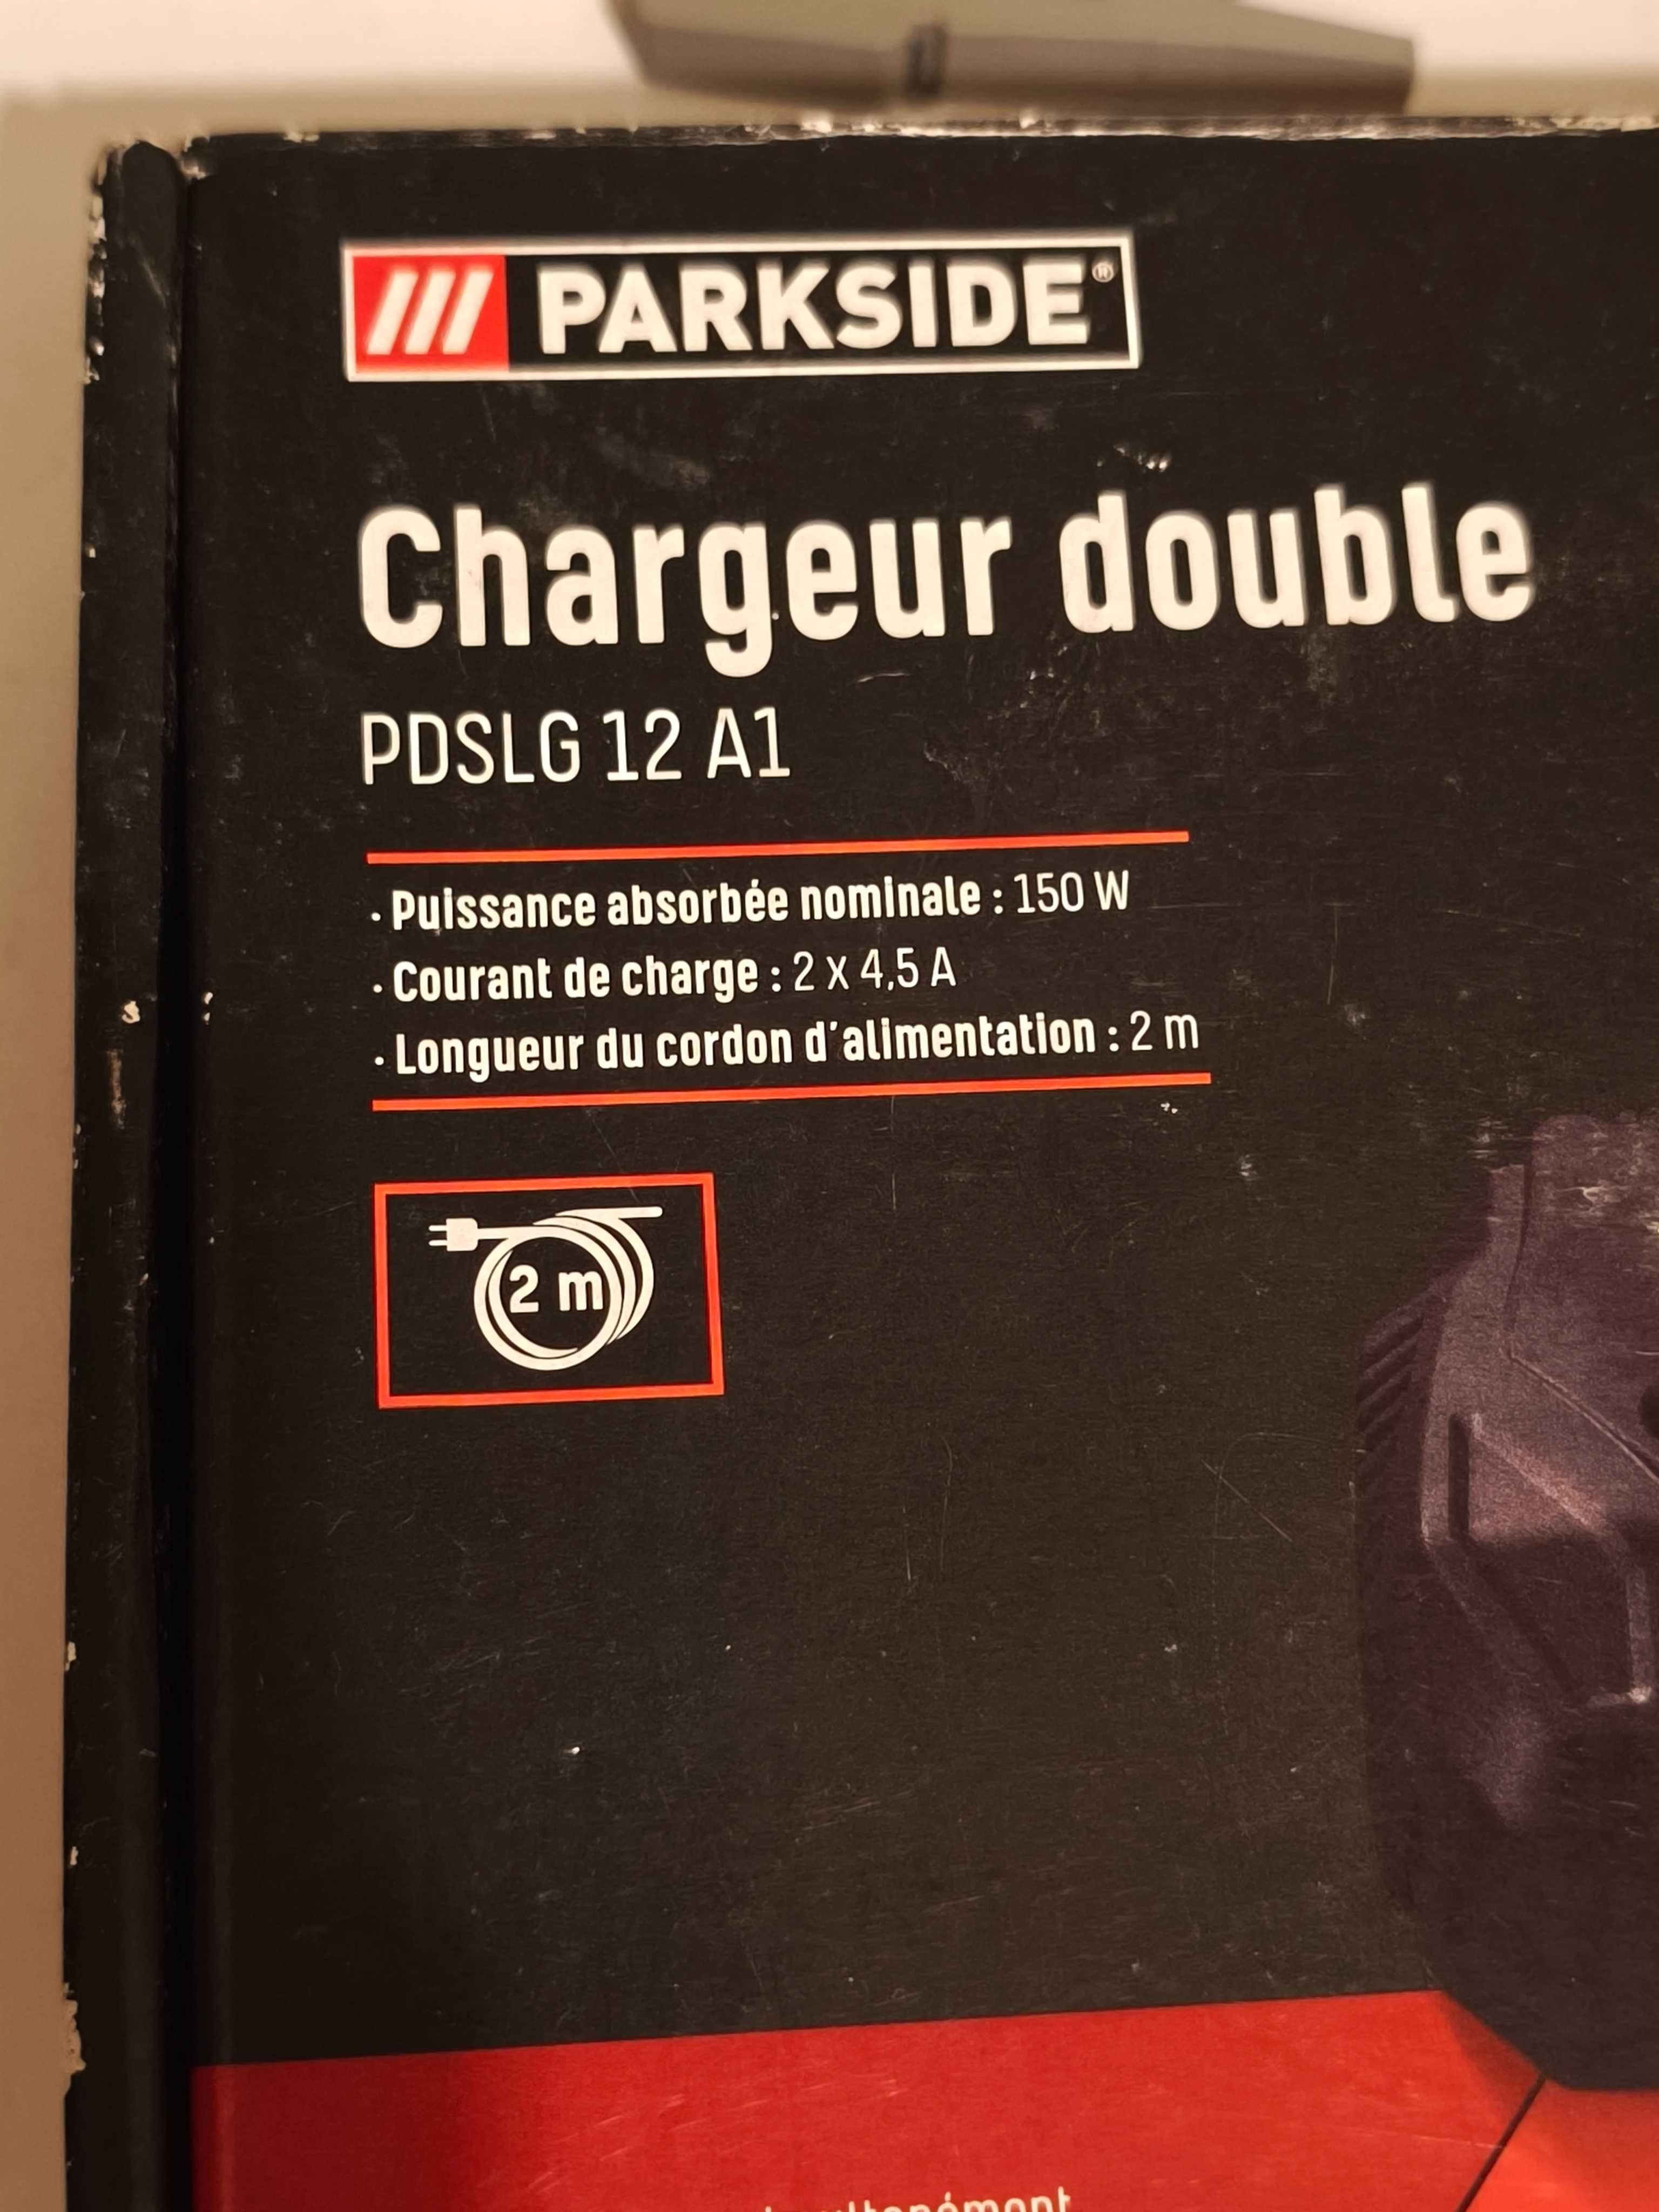 PARKSIDE®
Chargeur double
PDSLG 12 A1
· Puissance absorbée nominale : 150 W
· Courant de charge : 2 x 4,5 A
· Longueur du cordon d'alimentation : 2 m
2 m